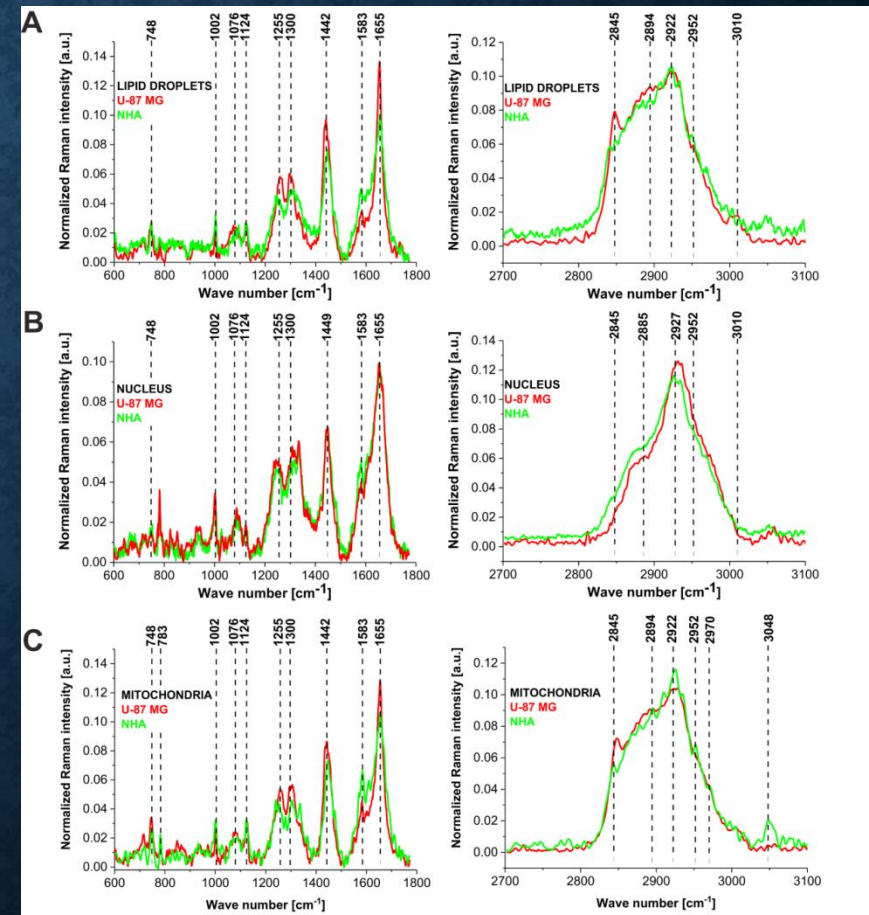 A
748
1002
1076
1124
1255
1300
1442
1583
1655
Normalized Raman intensity [a.u.]
0.14
0.12
0.10
0.08
0.06
0.04
0.02
0.00
LIPID DROPLETS
U-87 MG
NHA
600 800 1000 1200 1400 1600 1800
Wave number [cm-1]
2845
2894
2922
2952
3010
Normalized Raman intensity [a.u.]
0.12
0.10
0.08
0.06
0.04
0.02
0.00
LIPID DROPLETS
U-87 MG
NHA
2700 2800 2900 3000 3100
Wave number [cm-1]
B
748
1002
1076
1124
1255
1300
1449
1583
1655
Normalized Raman intensity [a.u.]
0.10
0.08
0.06
0.04
0.02
0.00
NUCLEUS
U-87 MG
NHA
600 800 1000 1200 1400 1600 1800
Wave number [cm-1]
2845
2885
2927
2952
3010
Normalized Raman intensity [a.u.]
0.14
0.12
0.10
0.08
0.06
0.04
0.02
0.00
NUCLEUS
U-87 MG
NHA
2700 2800 2900 3000 3100
Wave number [cm-1]
C
748
783
1002
1076
1124
1255
1300
1442
1583
1655
Normalized Raman intensity [a.u.]
0.14
0.12
0.10
0.08
0.06
0.04
0.02
0.00
MITOCHONDRIA
U-87 MG
NHA
600 800 1000 1200 1400 1600 1800
Wave number [cm-1]
2845
2894
2922
2952
2970
3048
Normalized Raman intensity [a.u.]
0.12
0.10
0.08
0.06
0.04
0.02
0.00
MITOCHONDRIA
U-87 MG
NHA
2700 2800 2900 3000 3100
Wave number [cm-1]